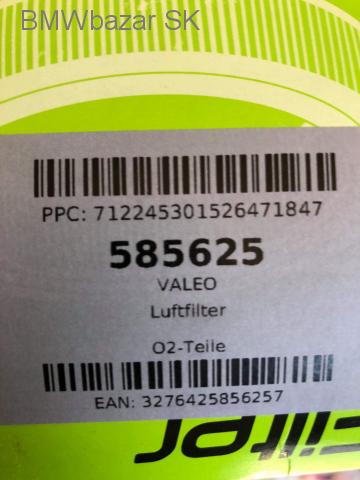 BMWbazar SK
PPC: 712245301526471847
585625
VALEO
Luftfilter
O2-Teile
EAN: 3276425856257